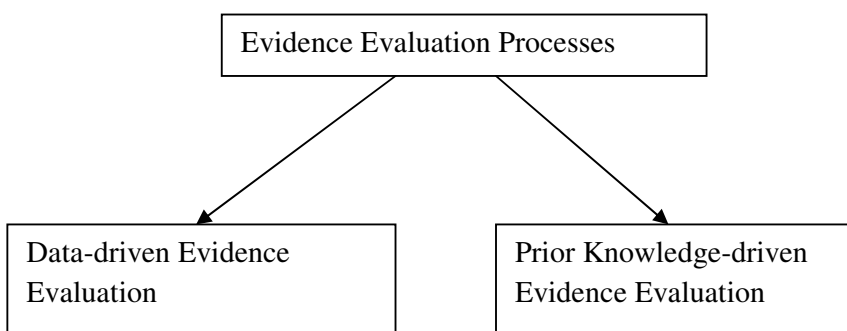 Evidence Evaluation Processes
Data-driven Evidence
Evaluation
Prior Knowledge-driven
Evidence Evaluation